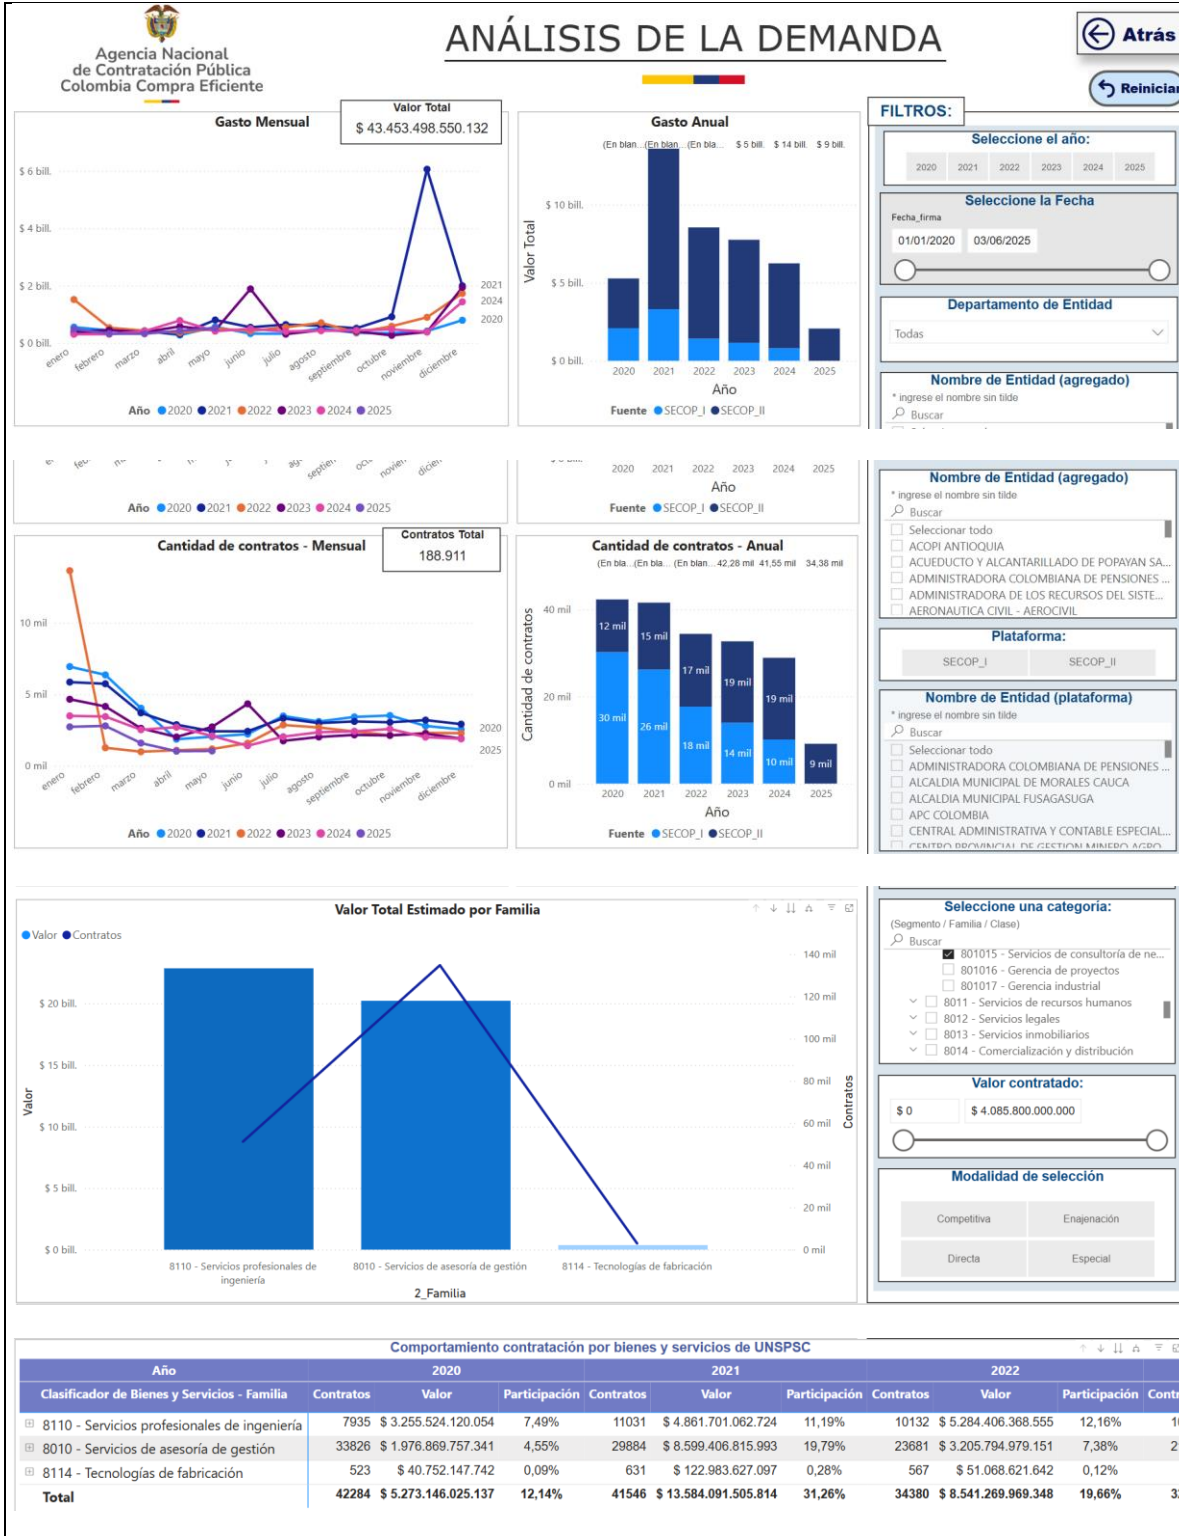 Agencia Nacional
de Contratación Pública
Colombia Compra Eficiente
ANÁLISIS DE LA DEMANDA
Atrás
Reiniciar
Gasto Mensual
Valor Total
$ 43.453.498.550.132
$ 6 bill.
$ 4 bill.
$ 2 bill.
$ 0 bill.
2021
2024
2020
enero febrero marzo abril mayo junio julio agosto septiembre octubre noviembre diciembre
Año 2020 2021 2022 2023 2024 2025
Gasto Anual
(En blan... (En blan... (En bla... $ 5 bill. $ 14 bill. $ 9 bill.
Valor Total
$ 10 bill.
$ 5 bill.
$ 0 bill.
2020 2021 2022 2023 2024 2025
Año
Fuente SECOP_I SECOP_II
FILTROS:
Seleccione el año:
2020 2021 2022 2023 2024 2025
Seleccione la Fecha
Fecha_firma
01/01/2020 03/06/2025
Departamento de Entidad
Todas
Nombre de Entidad (agregado)
* ingrese el nombre sin tilde
Buscar
Año 2020 2021 2022 2023 2024 2025
2020 2021 2022 2023 2024 2025
Año
Fuente SECOP_I SECOP_II
Cantidad de contratos - Mensual
Contratos Total
188.911
10 mil
5 mil
0 mil
2020
2025
enero febrero marzo abril mayo junio julio agosto septiembre octubre noviembre diciembre
Año 2020 2021 2022 2023 2024 2025
Cantidad de contratos - Anual
(En bla... (En bla... (En blan... 42,28 mil 41,55 mil 34,38 mil
Cantidad de contratos
40 mil
20 mil
0 mil
12 mil 15 mil 17 mil 19 mil 19 mil
30 mil 26 mil 18 mil 14 mil 10 mil 9 mil
2020 2021 2022 2023 2024 2025
Año
Fuente SECOP_I SECOP_II
Nombre de Entidad (agregado)
* ingrese el nombre sin tilde
Buscar
Seleccionar todo
ACOPI ANTIOQUIA
ACUEDUCTO Y ALCANTARILLADO DE POPAYAN SA...
ADMINISTRADORA COLOMBIANA DE PENSIONES ...
ADMINISTRADORA DE LOS RECURSOS DEL SISTE...
AERONAUTICA CIVIL - AEROCIVIL
Plataforma:
SECOP_I SECOP_II
Nombre de Entidad (plataforma)
* ingrese el nombre sin tilde
Buscar
Seleccionar todo
ADMINISTRADORA COLOMBIANA DE PENSIONES ...
ALCALDIA MUNICIPAL DE MORALES CAUCA
ALCALDIA MUNICIPAL FUSAGASUGA
APC COLOMBIA
CENTRAL ADMINISTRATIVA Y CONTABLE ESPECIAL...
CENTRO PROVINCIAL DE GESTION MINERO AGRO...
Valor Total Estimado por Familia
Valor Contratos
Valor
$ 20 bill.
$ 15 bill.
$ 10 bill.
$ 5 bill.
$ 0 bill.
140 mil
120 mil
100 mil
80 mil
60 mil
40 mil
20 mil
0 mil
Contratos
8110 - Servicios profesionales de ingeniería
8010 - Servicios de asesoría de gestión
8114 - Tecnologías de fabricación
2_Familia
Seleccione una categoría:
(Segmento / Familia / Clase)
Buscar
801015 - Servicios de consultoría de ne...
801016 - Gerencia de proyectos
801017 - Gerencia industrial
8011 - Servicios de recursos humanos
8012 - Servicios legales
8013 - Servicios inmobiliarios
8014 - Comercialización y distribución
Valor contratado:
$ 0 $ 4.085.800.000.000
Modalidad de selección
Competitiva Enajenación
Directa Especial
Comportamiento contratación por bienes y servicios de UNSPSC
Año 2020 2021 2022
Clasificador de Bienes y Servicios - Familia Contratos Valor Participación Contratos Valor Participación Contratos Valor Participación
8110 - Servicios profesionales de ingeniería 7935 $ 3.255.524.120.054 7,49% 11031 $ 4.861.701.062.724 11,19% 10132 $ 5.284.406.368.555 12,16%
8010 - Servicios de asesoría de gestión 33826 $ 1.976.869.757.341 4,55% 29884 $ 8.599.406.815.993 19,79% 23681 $ 3.205.794.979.151 7,38%
8114 - Tecnologías de fabricación 523 $ 40.752.147.742 0,09% 631 $ 122.983.627.097 0,28% 567 $ 51.068.621.642 0,12%
Total 42284 $ 5.273.146.025.137 12,14% 41546 $ 13.584.091.505.814 31,26% 34380 $ 8.541.269.969.348 19,66%